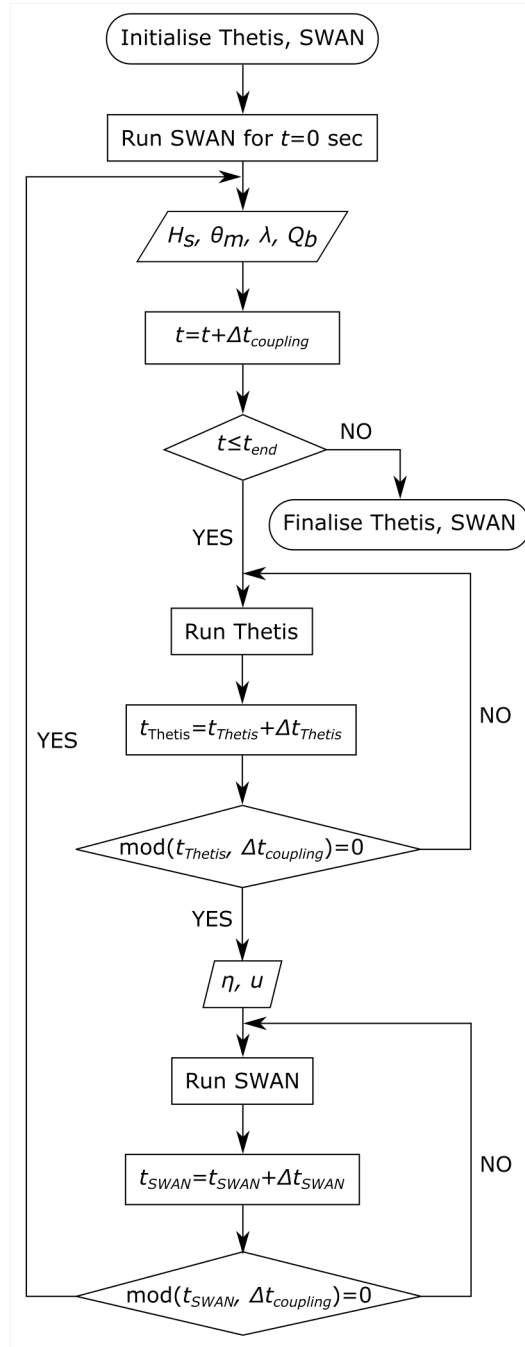 Initialise Thetis, SWAN
Run SWAN for t=0 sec
Hs, θm, λ, Qb
t=t+Δtcoupling
t≤tend
NO
Finalise Thetis, SWAN
YES
Run Thetis
tThetis=tThetis+ΔtThetis
NO
YES
mod(tThetis, Δtcoupling)=0
YES
η, u
Run SWAN
tSWAN=tSWAN+ΔtSWAN
NO
mod(tSWAN, Δtcoupling)=0